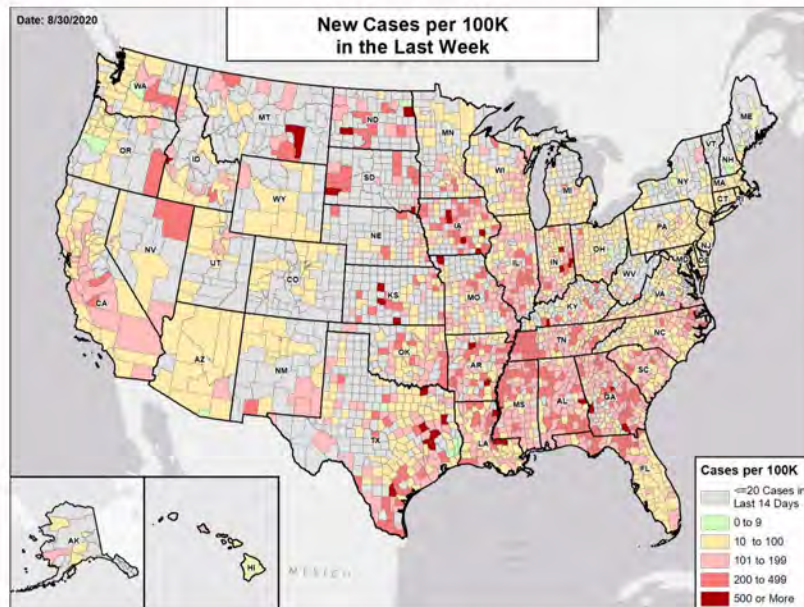 Date: 8/30/2020
New Cases per 100K
in the Last Week
WA
MT
ND
MN
ME
VT
NH
OR
ID
SD
WI
MI
NY
MA
CT
WY
IA
PA
NJ
NE
NV
UT
CO
IL
IN
OH
MD
DE
WV
VA
CA
KS
MO
KY
NC
TN
AZ
NM
OK
AR
SC
MS
AL
GA
TX
LA
FL
AK
HI
MEXICO
Cases per 100K
<=20 Cases in
Last 14 Days
0 to 9
10 to 100
101 to 199
200 to 499
500 or More